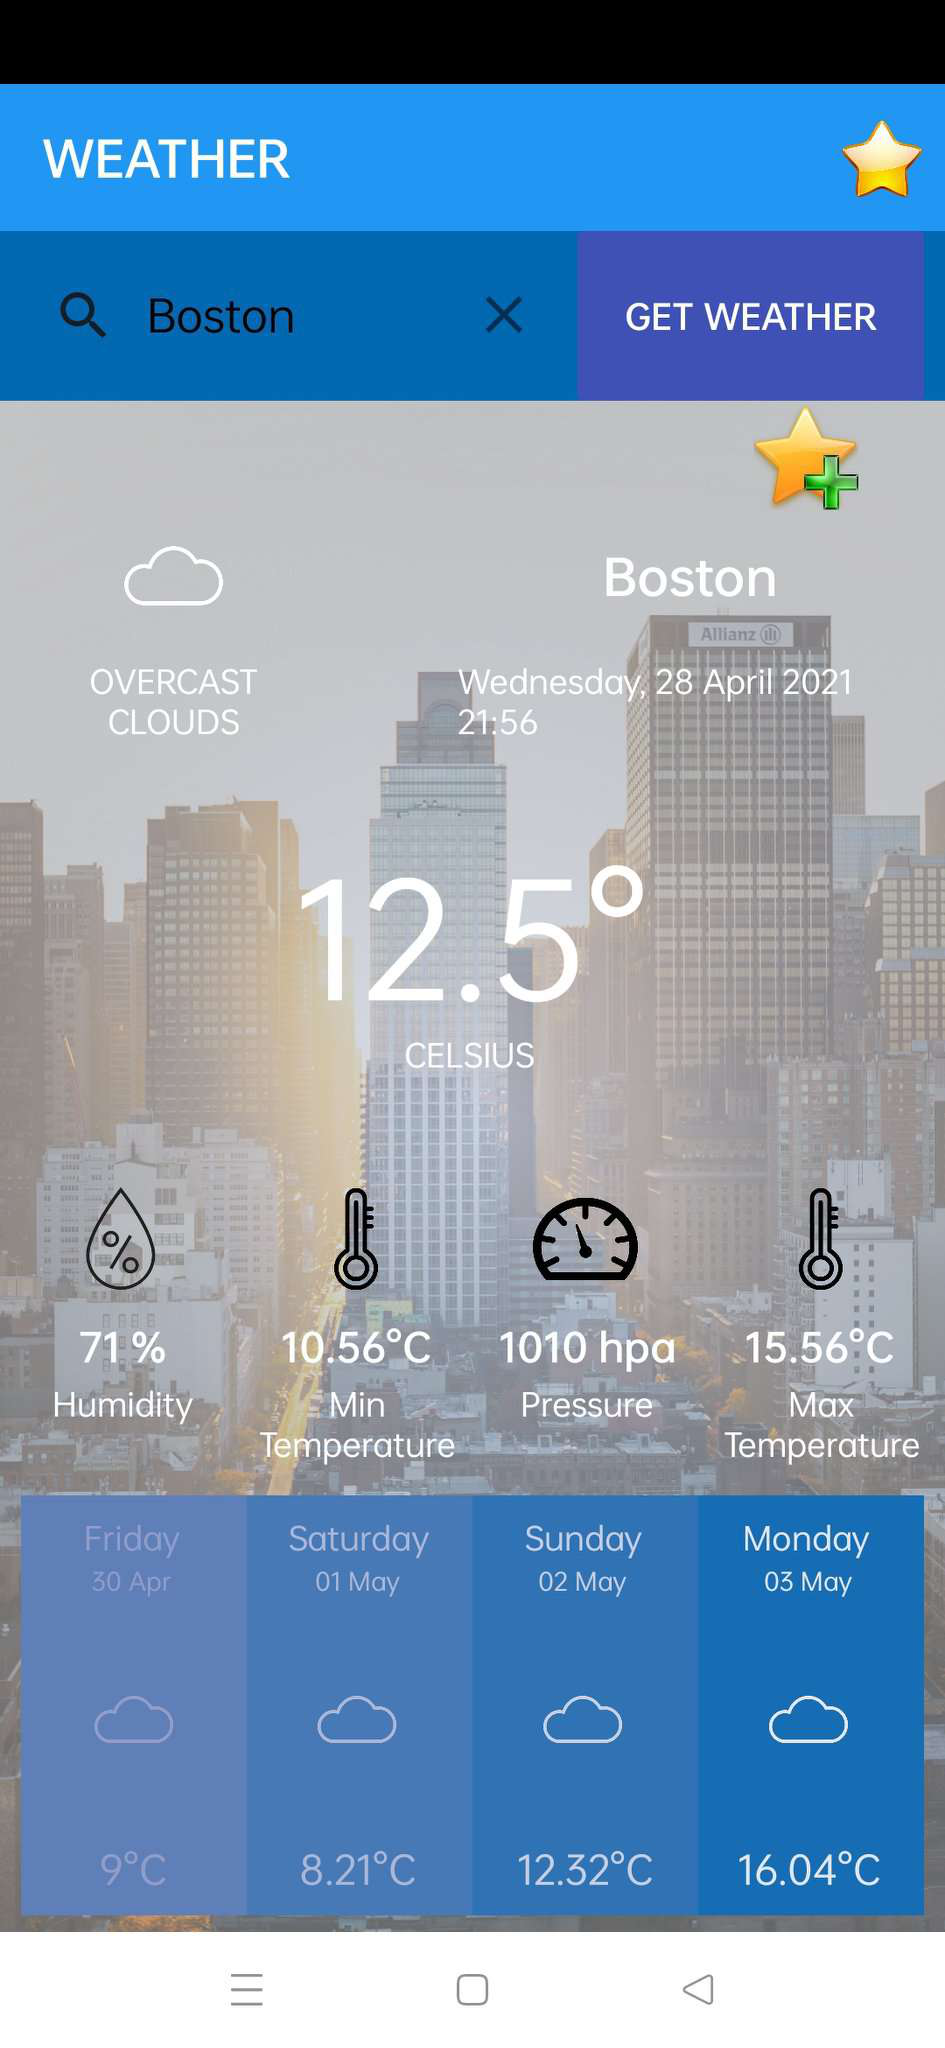 WEATHER
Boston
GET WEATHER
Boston
Allianz
OVERCAST
CLOUDS
Wednesday, 28 April 2021
21:56
12.5°
CELSIUS
71 %
Humidity
10.56°C
Min
Temperature
1010 hpa
Pressure
15.56°C
Max
Temperature
Friday
30 Apr
9°C
Saturday
01 May
8.21°C
Sunday
02 May
12.32°C
Monday
03 May
16.04°C